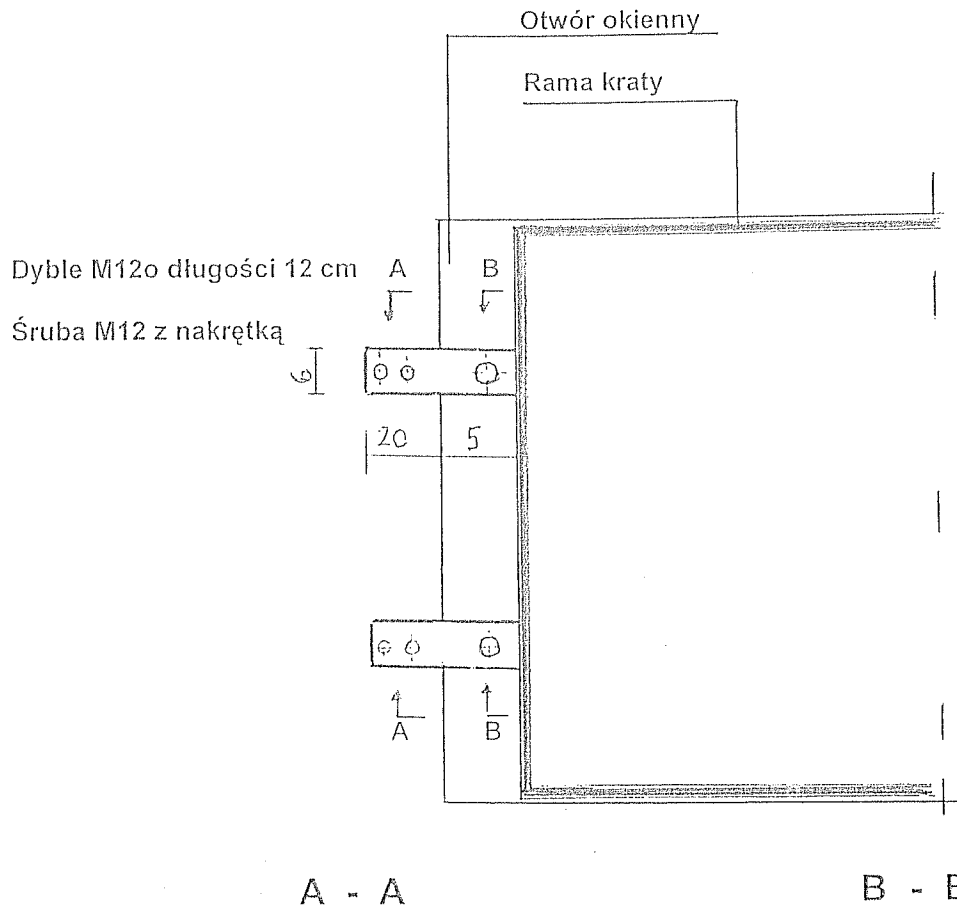 Otwór okienny
Rama kraty
Dyble M12o długości 12 cm
A B
Śruba M12 z nakrętką
6
20 5
A B
A - A B - B